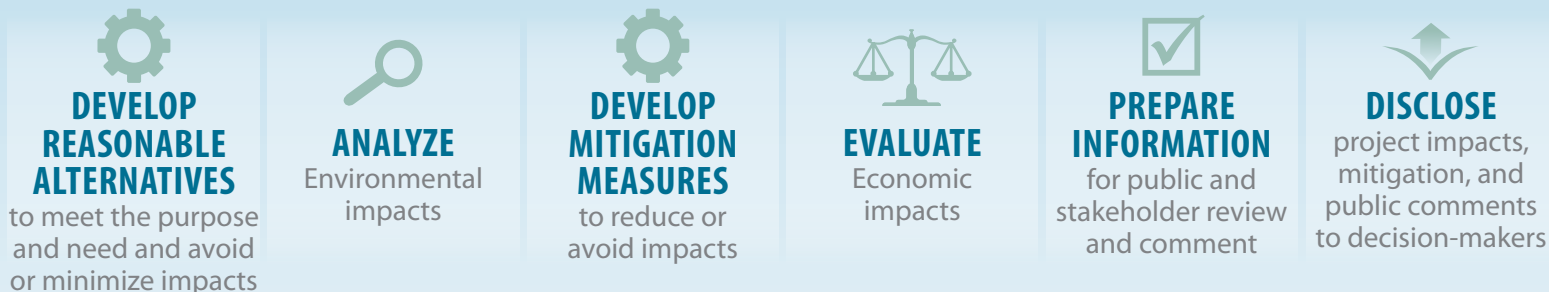 DEVELOP
REASONABLE
ALTERNATIVES
to meet the purpose
and need and avoid
or minimize impacts
ANALYZE
Environmental
impacts
DEVELOP
MITIGATION
MEASURES
to reduce or
avoid impacts
EVALUATE
Economic
impacts
PREPARE
INFORMATION
for public and
stakeholder review
and comment
DISCLOSE
project impacts,
mitigation, and
public comments
to decision-makers